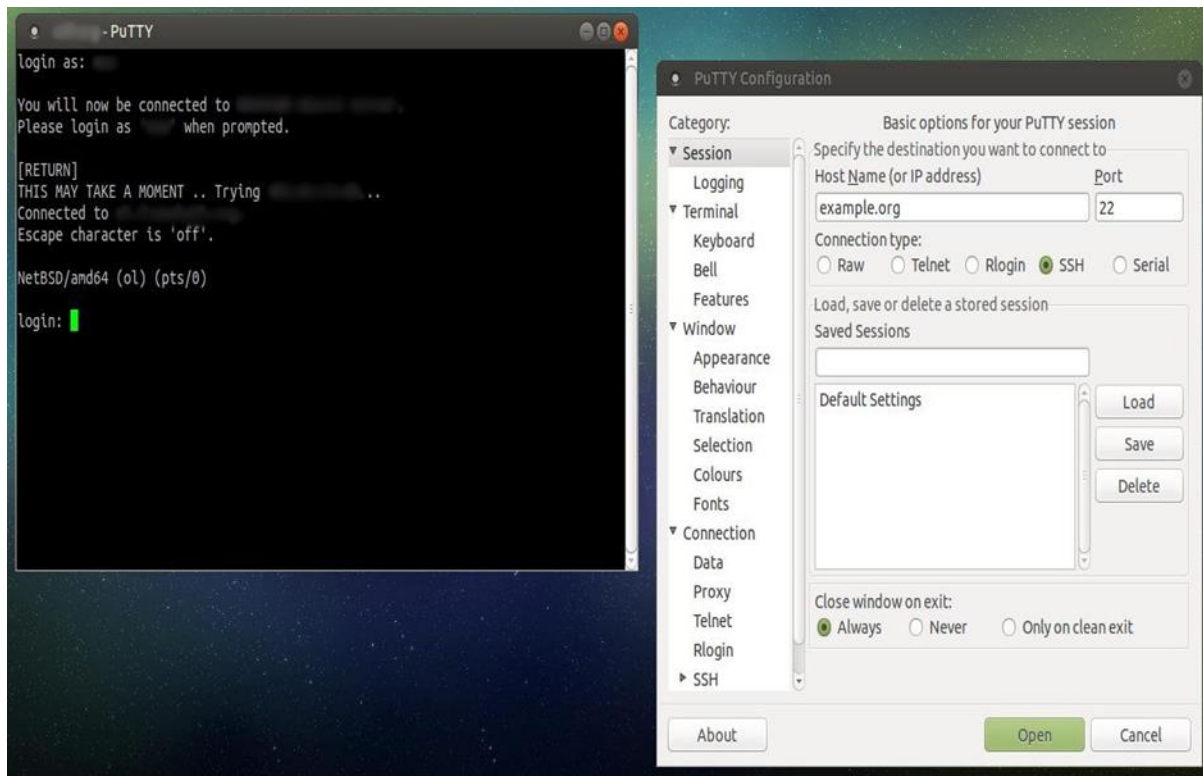 - PuTTY
login as:
You will now be connected to
Please login as ' ' when prompted.
[RETURN]
THIS MAY TAKE A MOMENT .. Trying ...
Connected to
Escape character is 'off'.
NetBSD/amd64 (ol) (pts/0)
login:
PuTTY Configuration
Category:
Session
Logging
Terminal
Keyboard
Bell
Features
Window
Appearance
Behaviour
Translation
Selection
Colours
Fonts
Connection
Data
Proxy
Telnet
Rlogin
SSH
Basic options for your PuTTY session
Specify the destination you want to connect to
Host Name (or IP address) Port
example.org 22
Connection type:
Raw Telnet Rlogin SSH Serial
Load, save or delete a stored session
Saved Sessions
Default Settings
Load
Save
Delete
Close window on exit:
Always Never Only on clean exit
About Open Cancel